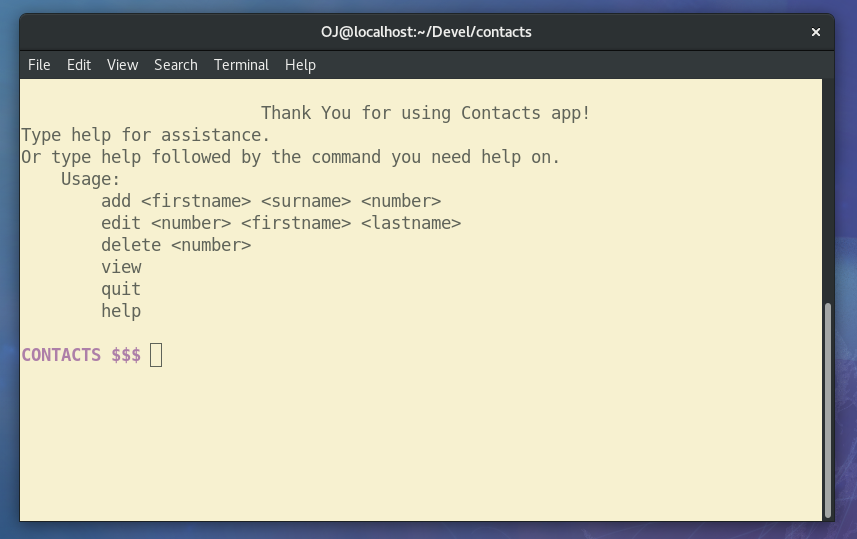 OJ@localhost:~/Devel/contacts
File Edit View Search Terminal Help
Thank You for using Contacts app!
Type help for assistance.
Or type help followed by the command you need help on.
Usage:
add <firstname> <surname> <number>
edit <number> <firstname> <lastname>
delete <number>
view
quit
help
CONTACTS $$$